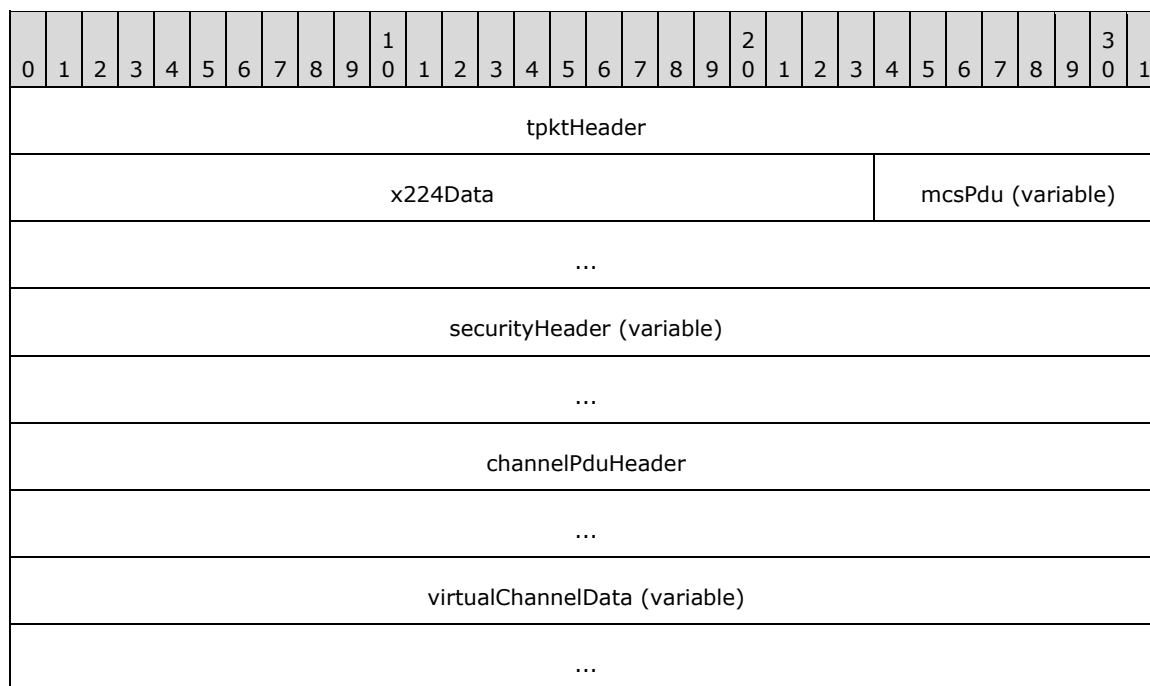 1 2 3
0 1 2 3 4 5 6 7 8 9 0 1 2 3 4 5 6 7 8 9 0 1 2 3 4 5 6 7 8 9 0 1
tpktHeader
x224Data mcsPdu (variable)
...
securityHeader (variable)
...
channelPduHeader
...
virtualChannelData (variable)
...